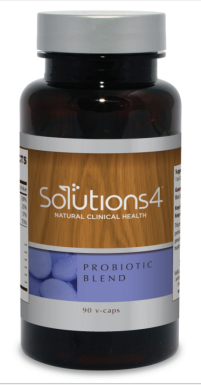 Solutions4
NATURAL CLINICAL HEALTH
PROBIOTIC
BLEND
90 v-caps